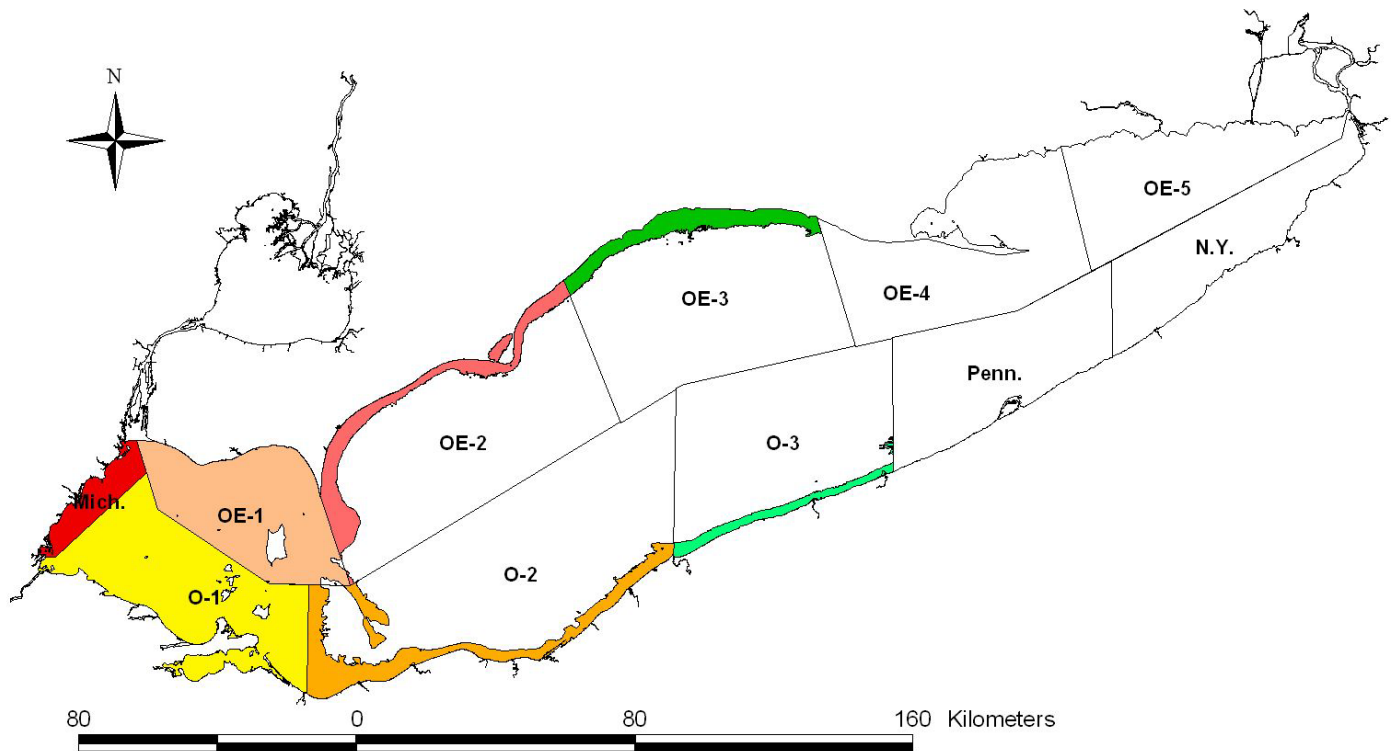 N
OE-5
N.Y.
OE-3
OE-4
Penn.
OE-2
O-3
Mich.
OE-1
O-2
O-1
80 0 80 160 Kilometers